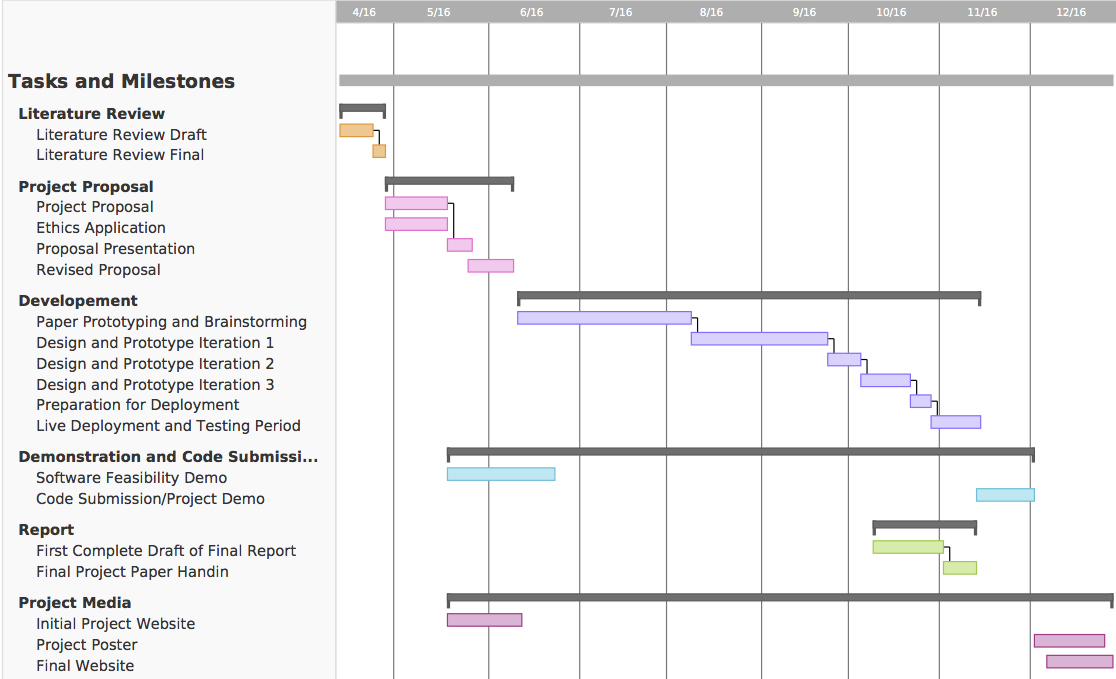 4/16 5/16 6/16 7/16 8/16 9/16 10/16 11/16 12/16
Tasks and Milestones
Literature Review
Literature Review Draft
Literature Review Final
Project Proposal
Project Proposal
Ethics Application
Proposal Presentation
Revised Proposal
Developement
Paper Prototyping and Brainstorming
Design and Prototype Iteration 1
Design and Prototype Iteration 2
Design and Prototype Iteration 3
Preparation for Deployment
Live Deployment and Testing Period
Demonstration and Code Submissi...
Software Feasibility Demo
Code Submission/Project Demo
Report
First Complete Draft of Final Report
Final Project Paper Handin
Project Media
Initial Project Website
Project Poster
Final Website